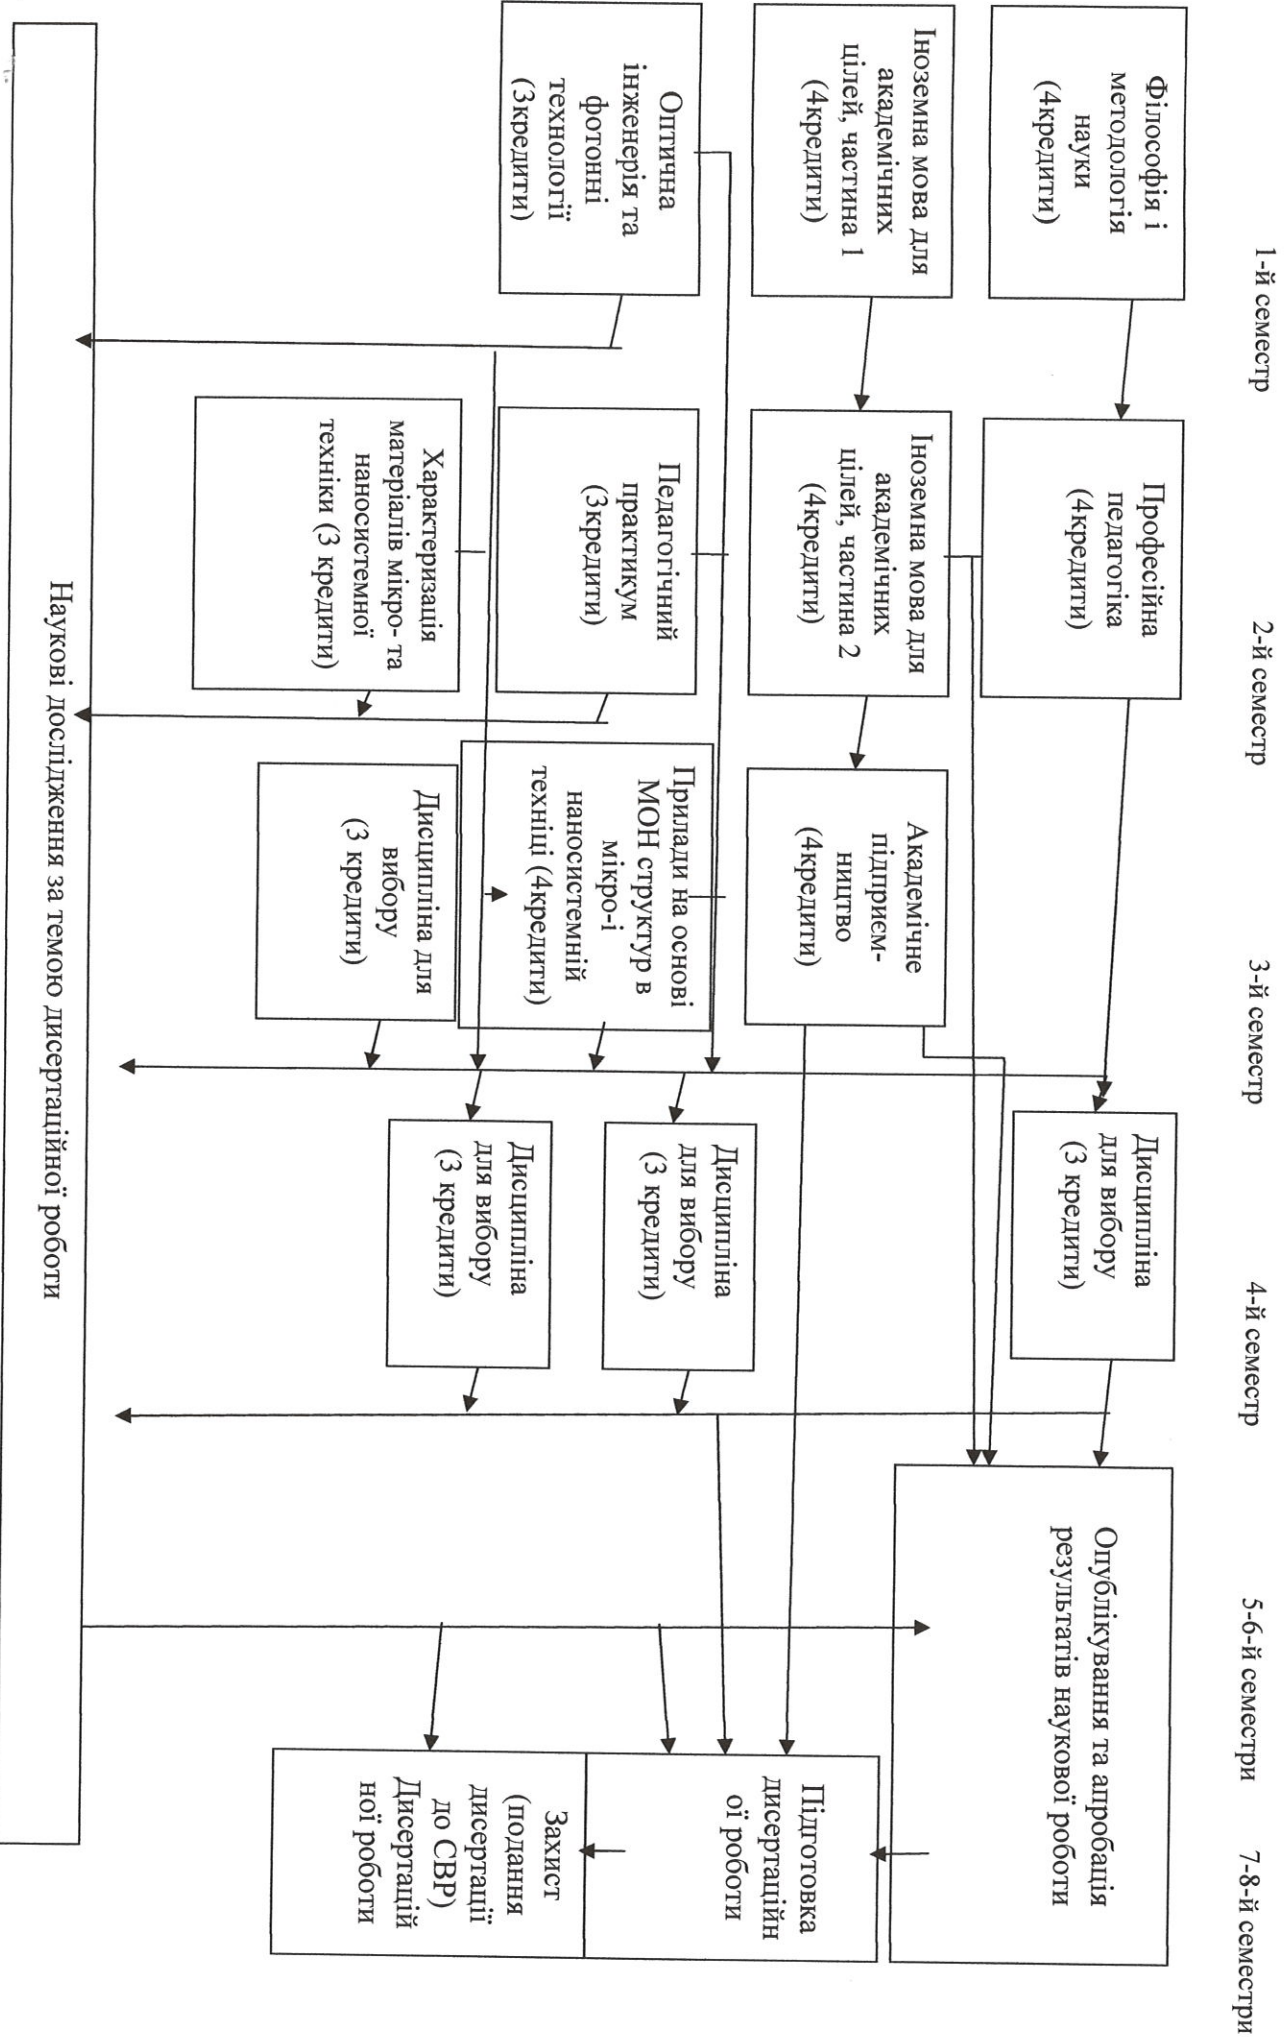 1-й семестр
2-й семестр
3-й семестр
4-й семестр
5-6-й семестри
7-8-й семестри
Філософія і
методологія
науки
(4кредити)
Професійна
педагогіка
(4кредити)
Дисципліна
для вибору
(3 кредити)
Опублікування та апробація
результатів наукової роботи
Іноземна мова для
академічних
цілей, частина 1
(4кредити)
Іноземна мова для
академічних
цілей, частина 2
(4кредити)
Академічне
підприєм-
ництво
(4кредити)
Оптична
інженерія та
фотонні
технології
(3кредити)
Педагогічний
практикум
(3кредити)
Прилади на основі
МОН структур в
мікро-і
наносистемній
техніці (4кредити)
Дисципліна
для вибору
(3 кредити)
Підготовка
дисертаційн
ої роботи
Характеризація
матеріалів мікро- та
наносистемної
техніки (3 кредити)
Дисципліна для
вибору
(3 кредити)
Дисципліна
для вибору
(3 кредити)
Захист
(подання
дисертації
до СВР)
Дисертацій
ної роботи
Наукові дослідження за темою дисертаційної роботи